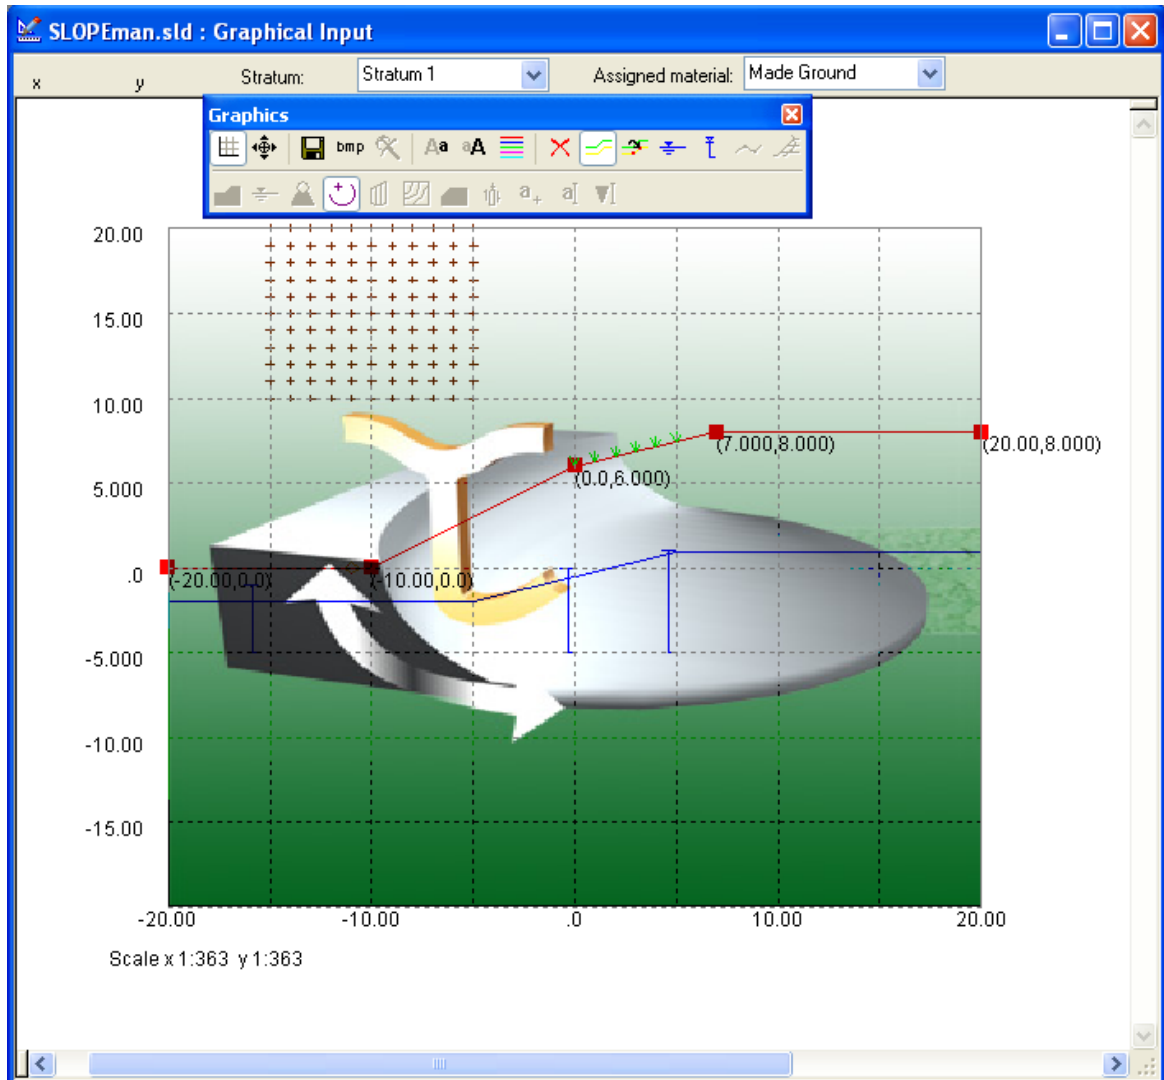 SLOPEman.sld : Graphical Input
x y Stratum: Stratum 1 Assigned material: Made Ground
Graphics
bmp Aa aA
a+ a
20.00
15.00
10.00
(7.000,8.000) (20.00,8.000)
(0.0,6.000)
5.000
.0
(-20.00,0.0) (-10.00,0.0)
-5.000
-10.00
-15.00
-20.00 -10.00 .0 10.00 20.00
Scale x 1:363 y 1:363